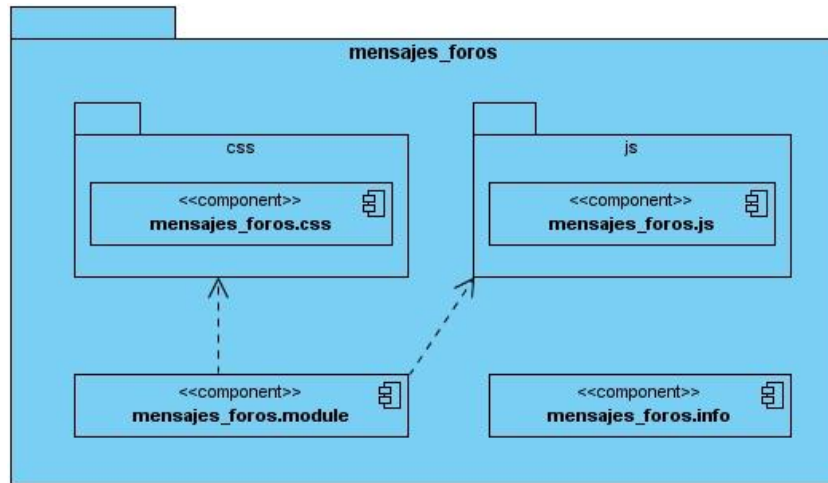 mensajes_foros
css
js
<<component>>
mensajes_foros.css
<<component>>
mensajes_foros.js
<<component>>
mensajes_foros.module
<<component>>
mensajes_foros.info